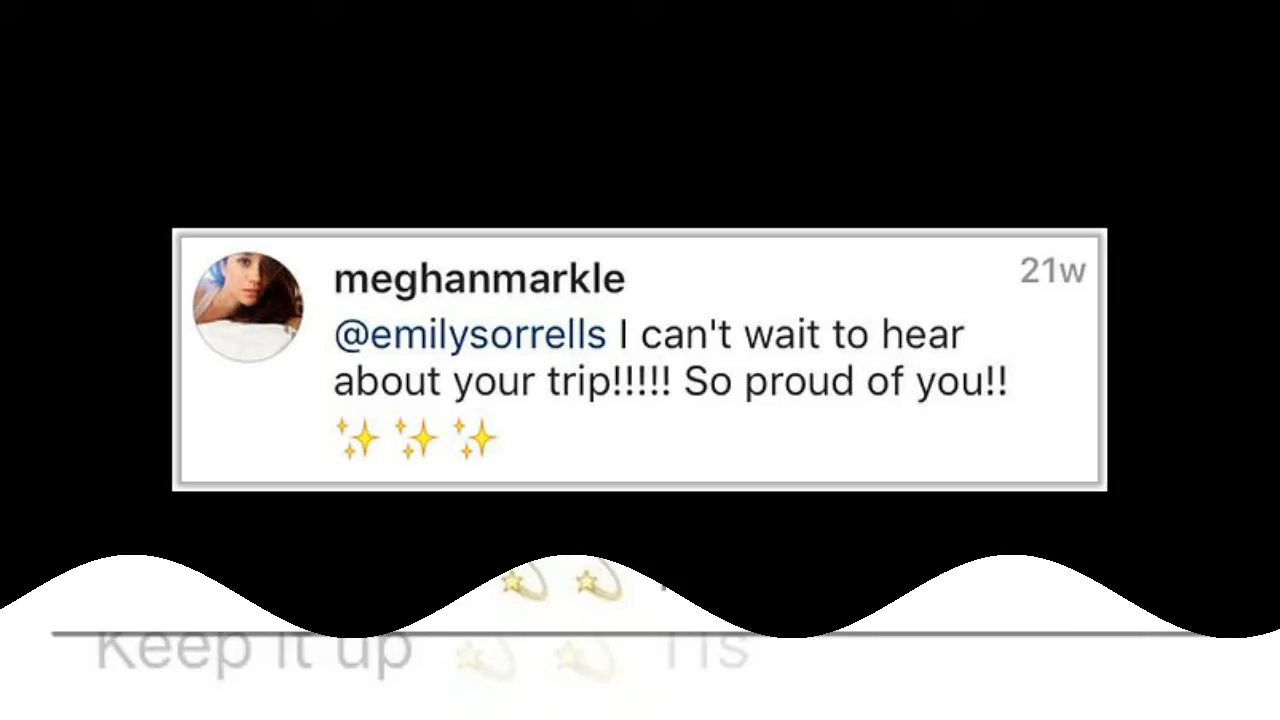 meghanmarkle
21w
@emilysorrells I can't wait to hear
about your trip!!!!! So proud of you!!
✨ ✨ ✨
💫 💫
Keep it up 💫 💫